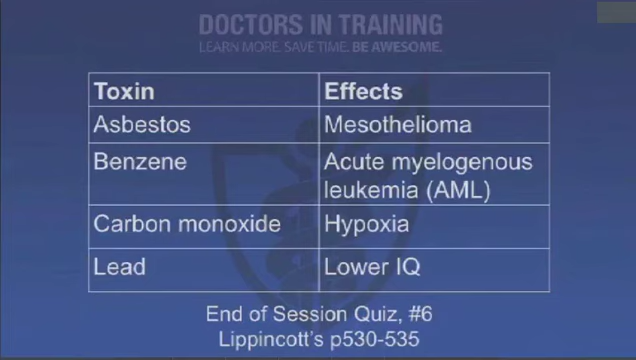 DOCTORS IN TRAINING
LEARN MORE. SAVE TIME. BE AWESOME.
Toxin Effects
Asbestos Mesothelioma
Benzene Acute myelogenous
leukemia (AML)
Carbon monoxide Hypoxia
Lead Lower IQ
End of Session Quiz, #6
Lippincott's p530-535